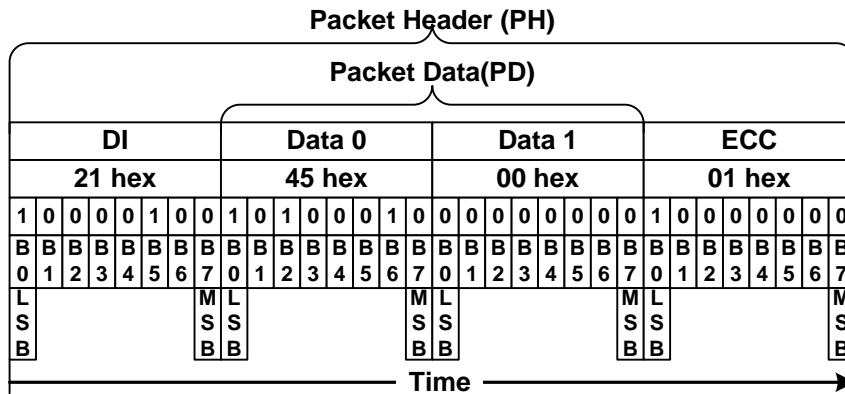 Packet Header (PH)
Packet Data(PD)
DI Data 0 Data 1 ECC
21 hex 45 hex 00 hex 01 hex
1 0 0 0 0 1 0 0 1 0 1 0 0 0 1 0 0 0 0 0 0 0 0 0 1 0 0 0 0 0 0 0
B B B B B B B B B B B B B B B B B B B B B B B B B B B B B B B B
0 1 2 3 4 5 6 7 0 1 2 3 4 5 6 7 0 1 2 3 4 5 6 7 0 1 2 3 4 5 6 7
L M L M L M L M
S S S S S S S S
B B B B B B B B
Time